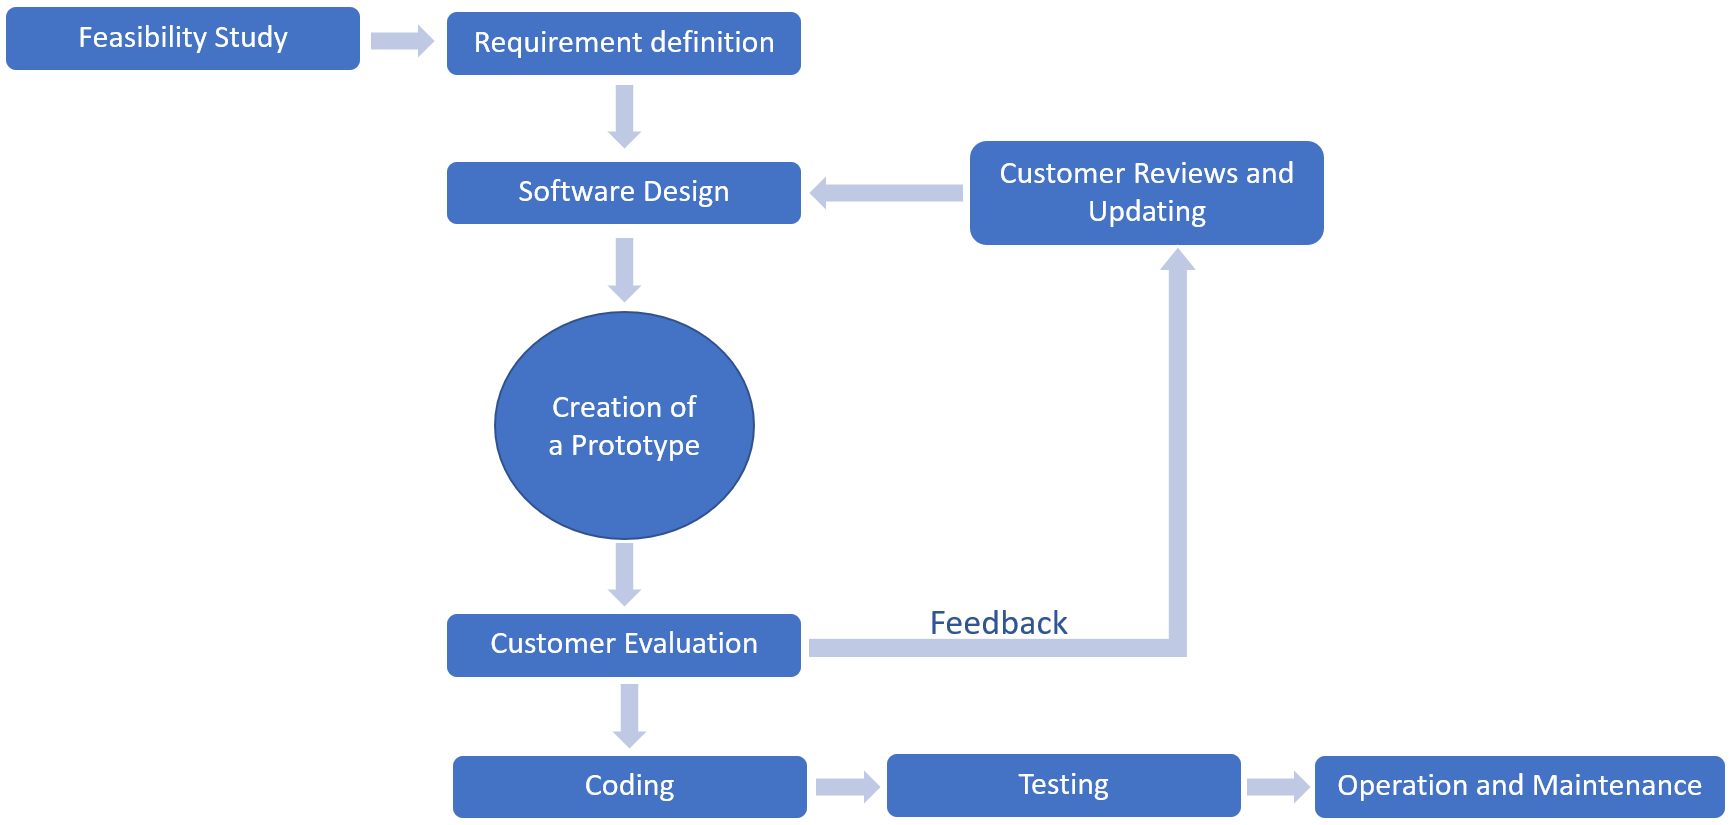 Feasibility Study
Requirement definition
Software Design
Customer Reviews and
Updating
Creation of
a Prototype
Feedback
Customer Evaluation
Coding
Testing
Operation and Maintenance